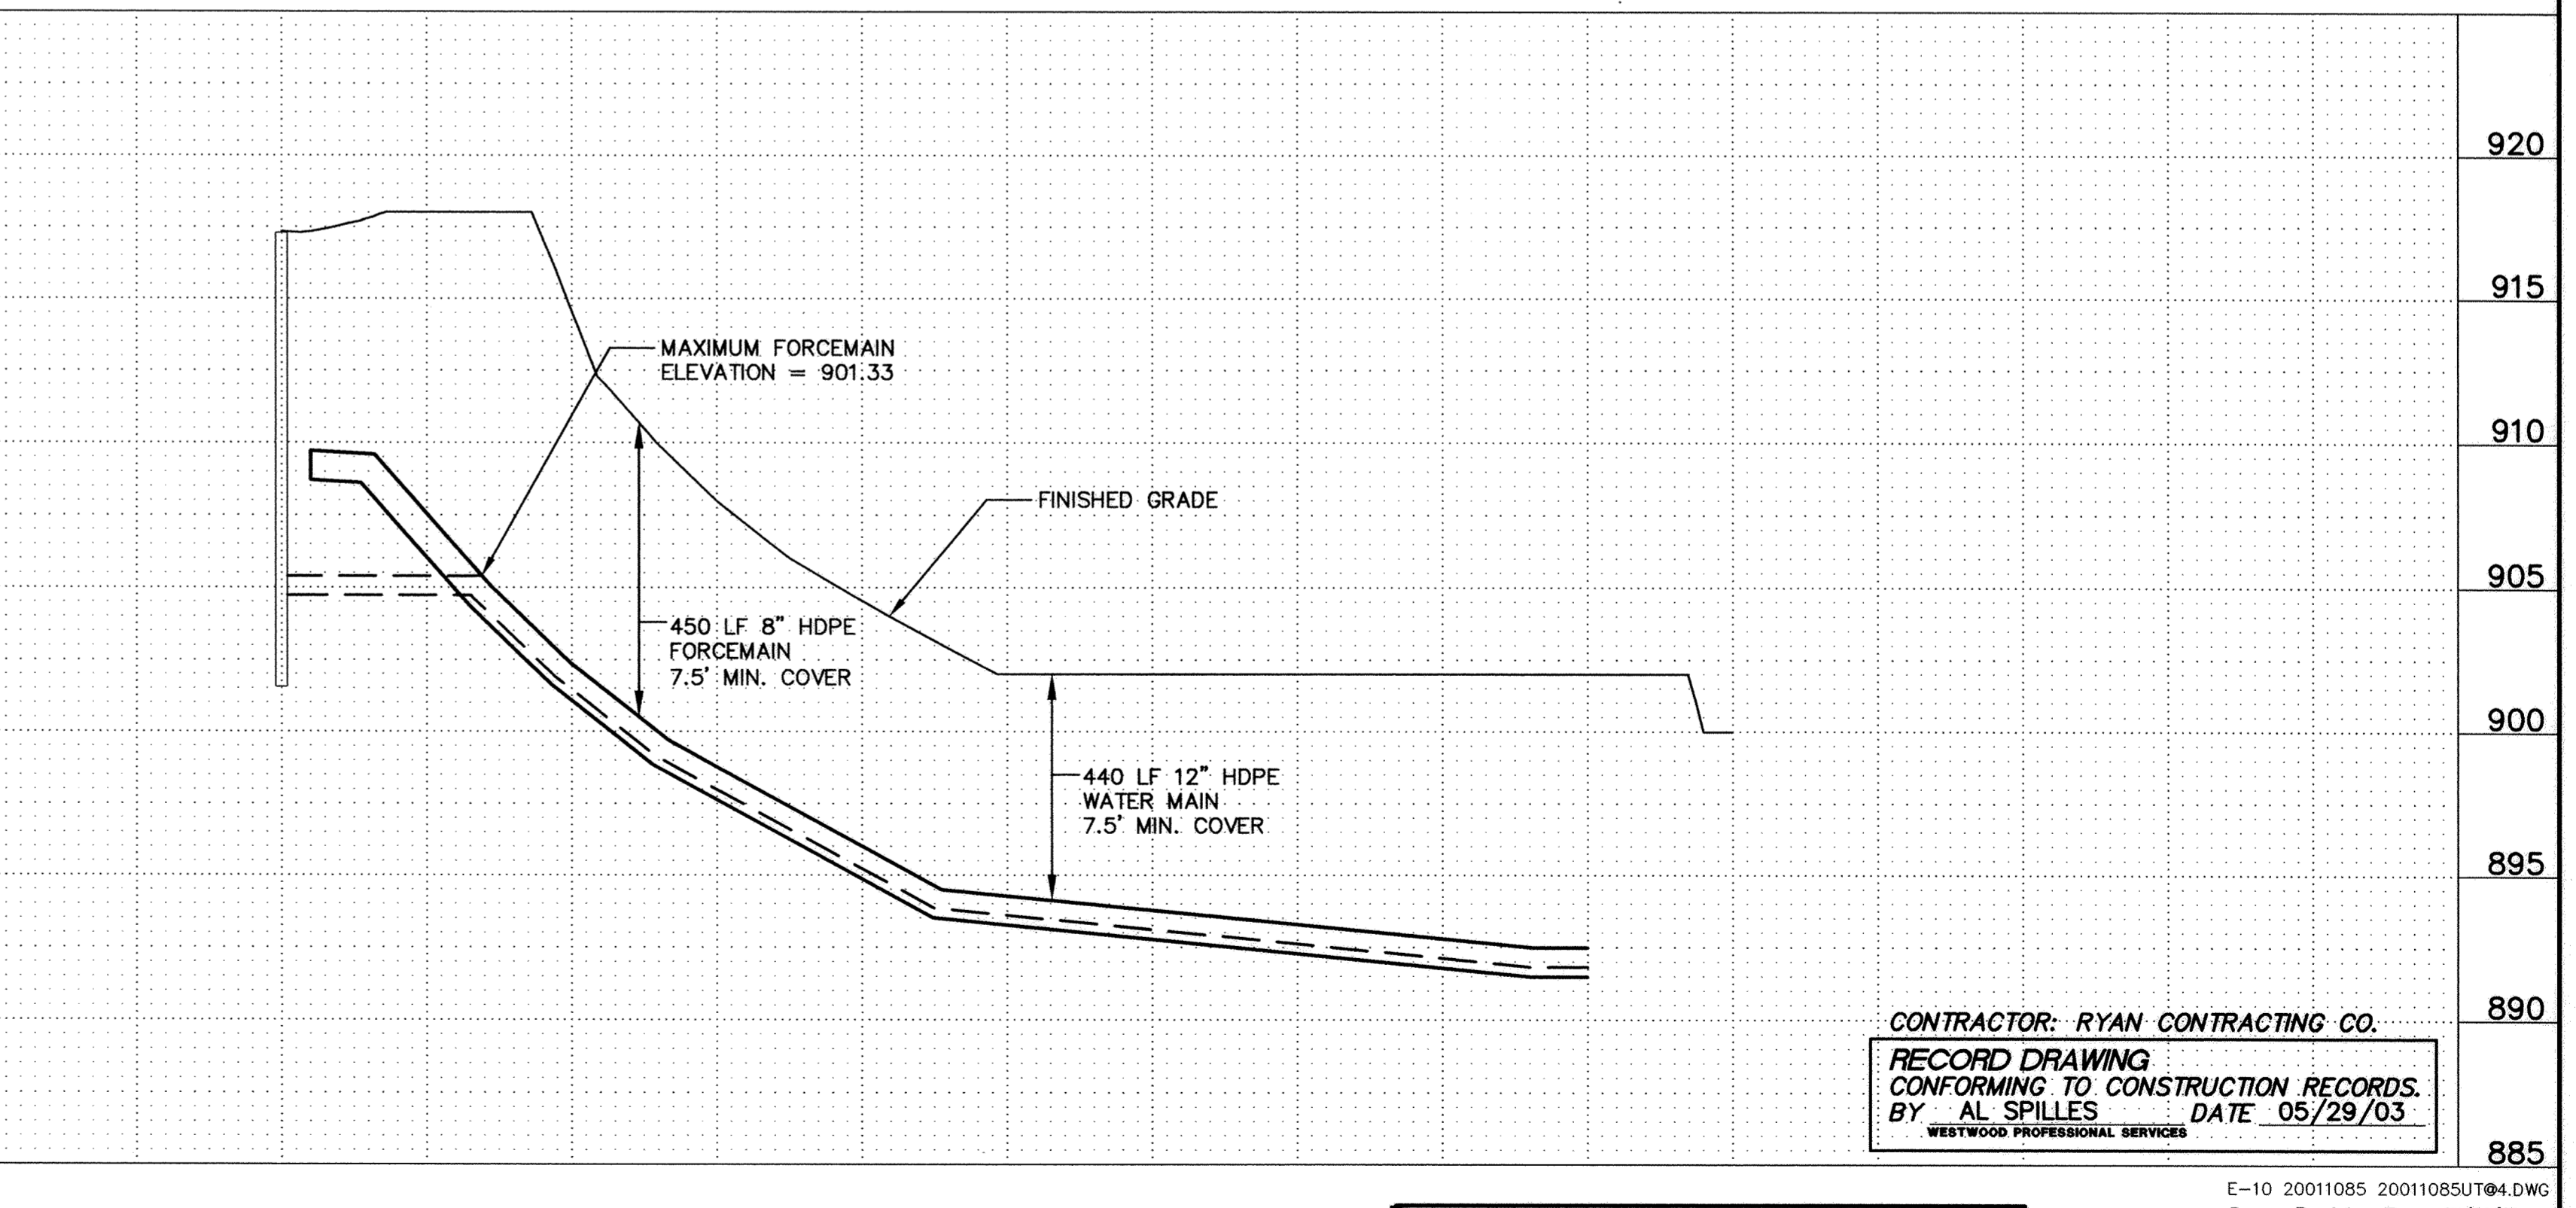 920
915
MAXIMUM FORCEMAIN
ELEVATION = 901.33
910
FINISHED GRADE
905
450 LF 8" HDPE
FORCEMAIN
7.5' MIN. COVER
900
440 LF 12" HDPE
WATER MAIN
7.5' MIN. COVER
895
890
CONTRACTOR: RYAN CONTRACTING CO.
RECORD DRAWING
CONFORMING TO CONSTRUCTION RECORDS.
BY AL SPILLES DATE 05/29/03
WESTWOOD PROFESSIONAL SERVICES
885
E-10 20011085 20011085UT@4.DWG